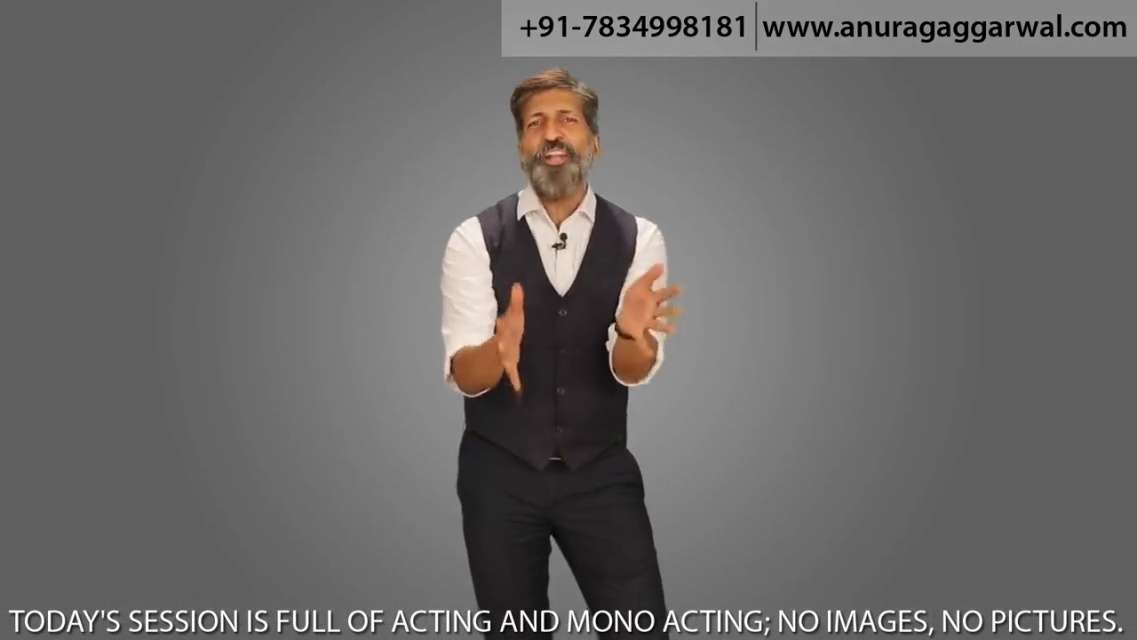 +91-7834998181 | www.anuragaggarwal.com
TODAY'S SESSION IS FULL OF ACTING AND MONO ACTING; NO IMAGES, NO PICTURES.